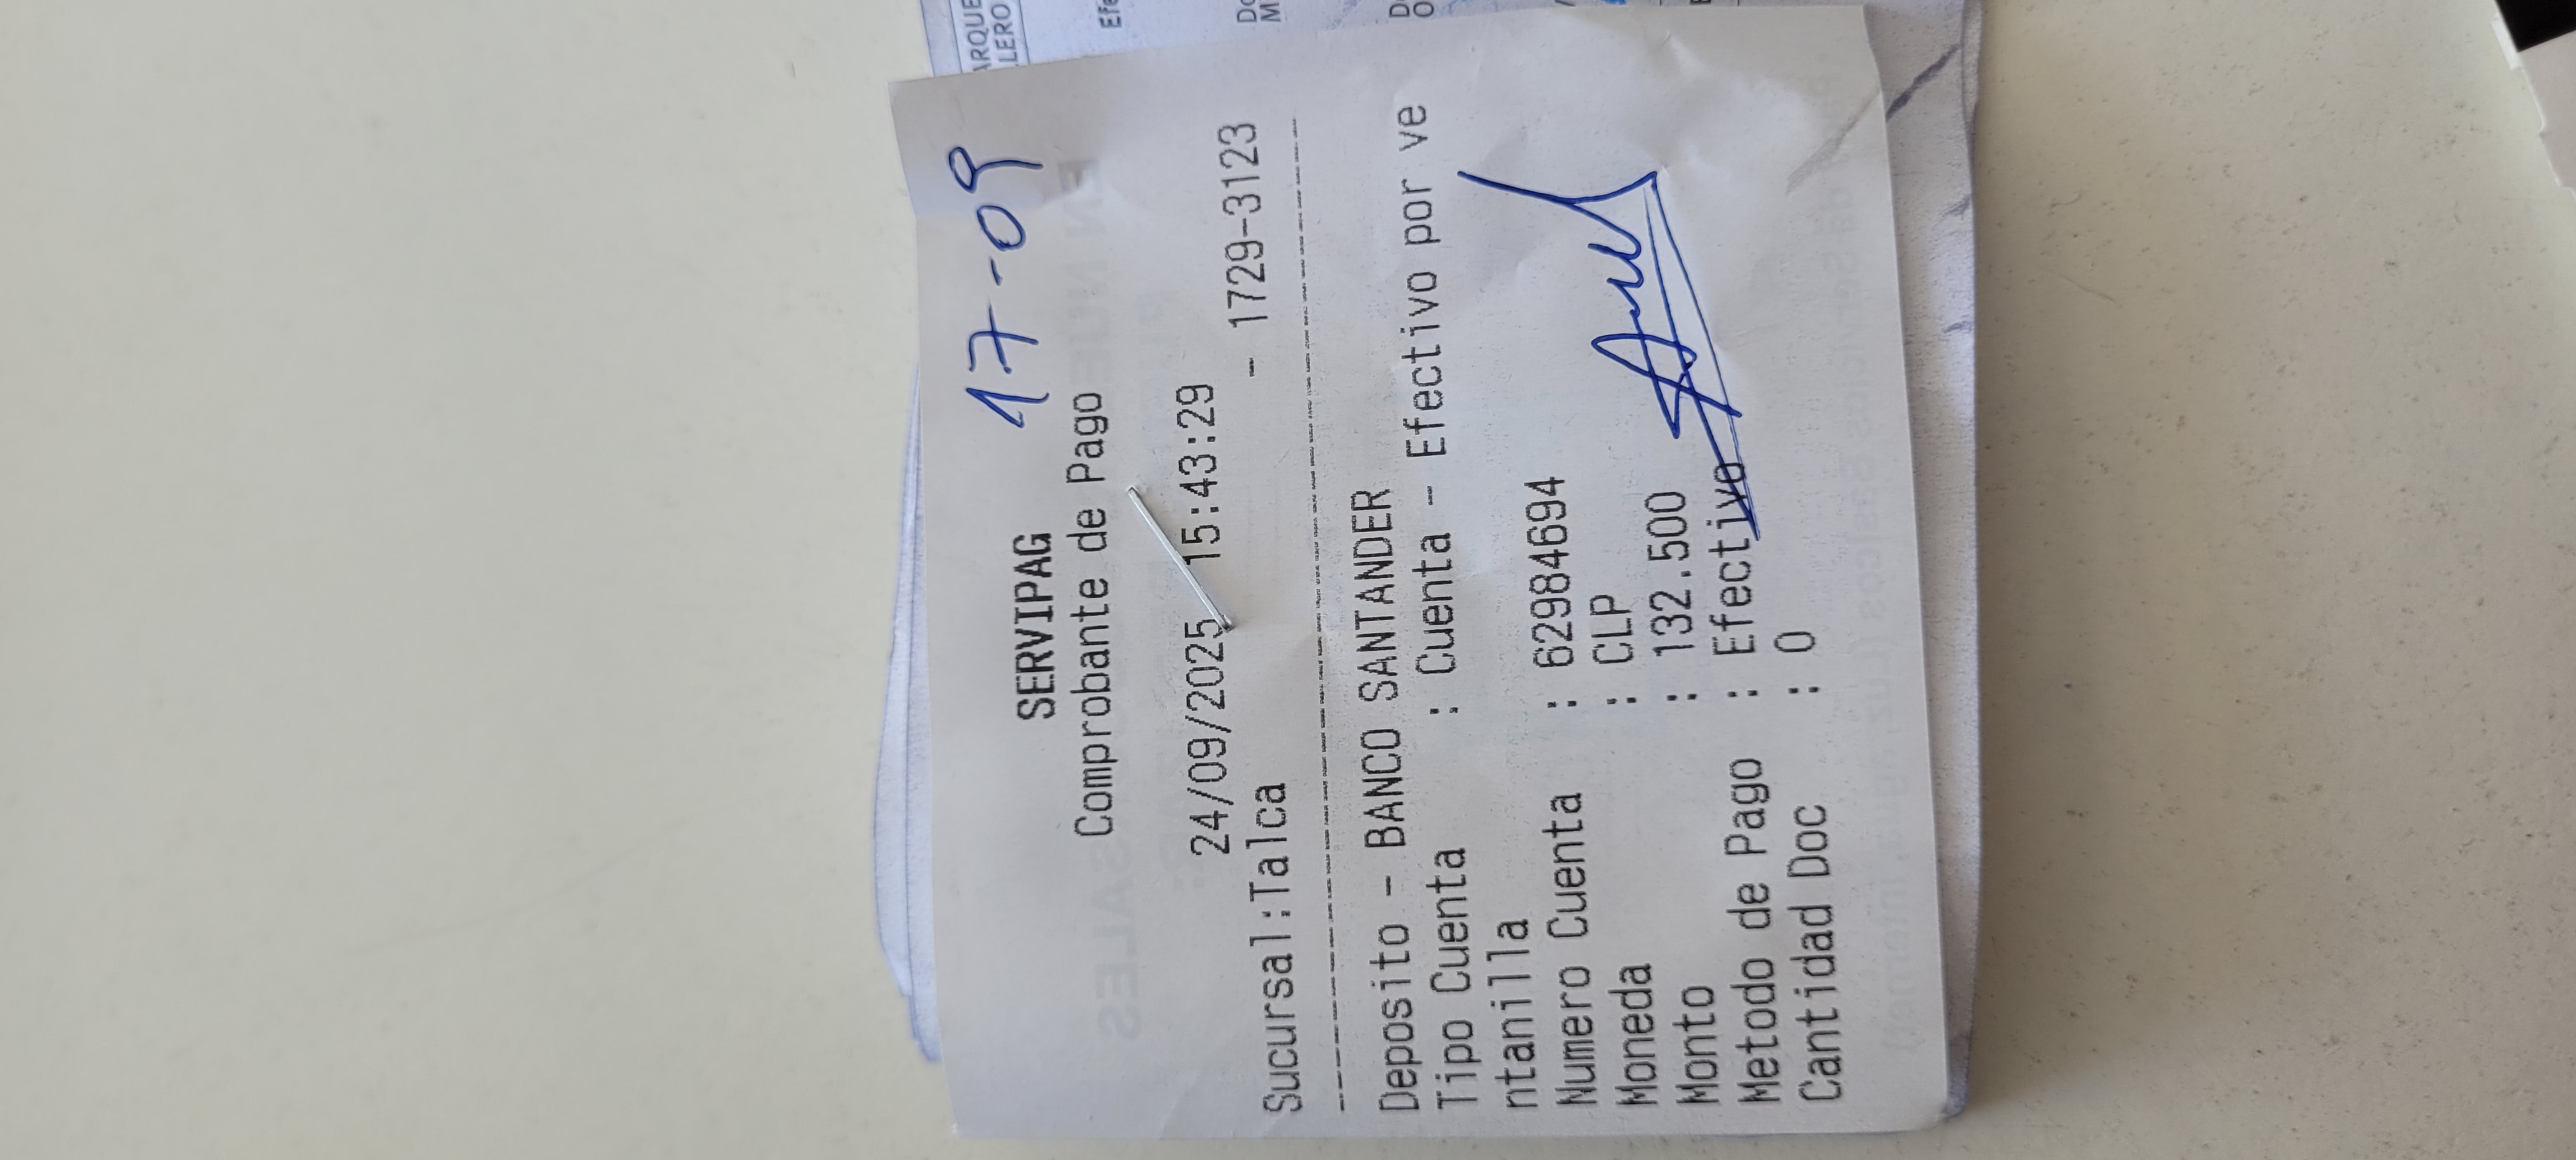 17-09
SERVIPAG
Comprobante de Pago
24/09/2025 15:43:29
Sucursal:Talca - 1729-3123
Deposito - BANCO SANTANDER
Tipo Cuenta : Cuenta - Efectivo por ve
ntanilla
Numero Cuenta : 62984694
Moneda : CLP
Monto : 132.500
Metodo de Pago : Efectivo
Cantidad Doc : 0